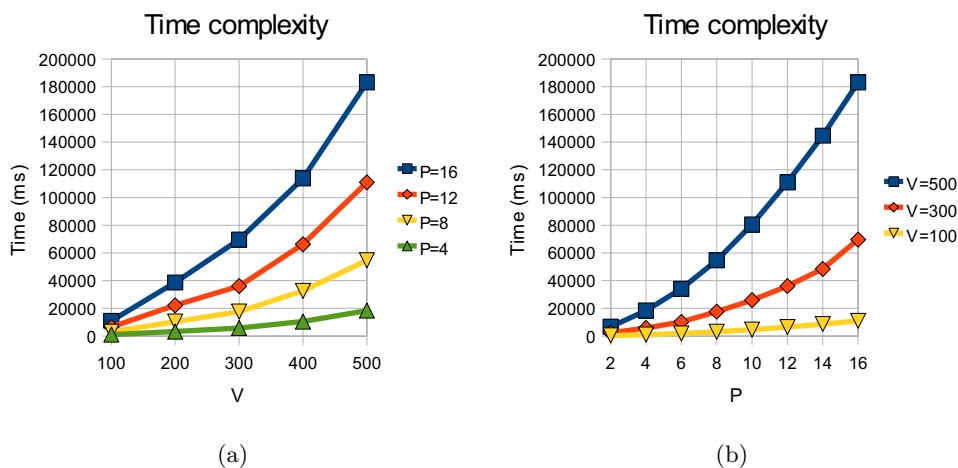 Time complexity
Time (ms)
200000
180000
160000
140000
120000
100000
80000
60000
40000
20000
0
100 200 300 400 500
V
P=16
P=12
P=8
P=4
(a)
Time complexity
Time (ms)
200000
180000
160000
140000
120000
100000
80000
60000
40000
20000
0
2 4 6 8 10 12 14 16
P
V=500
V=300
V=100
(b)